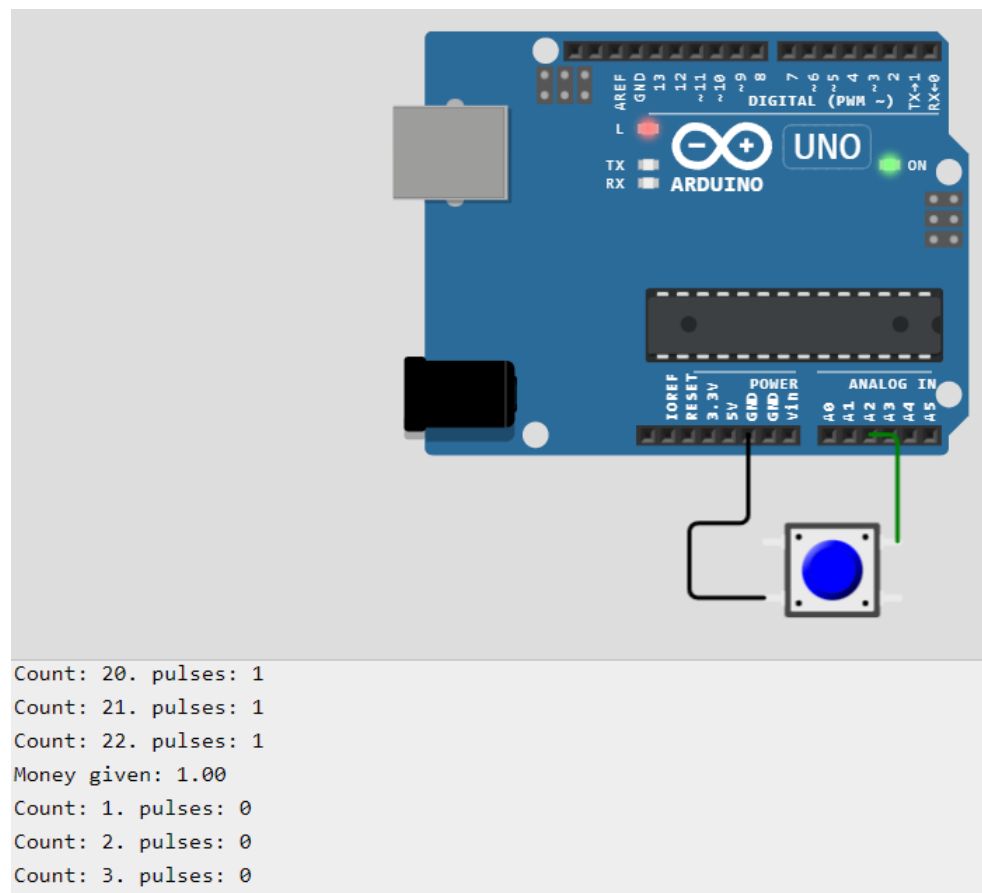 AREF
GND
13
12
~11
~10
~9
8
7
~6
~5
4
~3
2
TX→1
RX←0
DIGITAL (PWM ~)
L
UNO
TX
ON
RX
ARDUINO
IOREF
RESET
3.3V
5V
GND
GND
Vin
POWER
ANALOG IN
A0
A1
A2
A3
A4
A5
Count: 20. pulses: 1
Count: 21. pulses: 1
Count: 22. pulses: 1
Money given: 1.00
Count: 1. pulses: 0
Count: 2. pulses: 0
Count: 3. pulses: 0